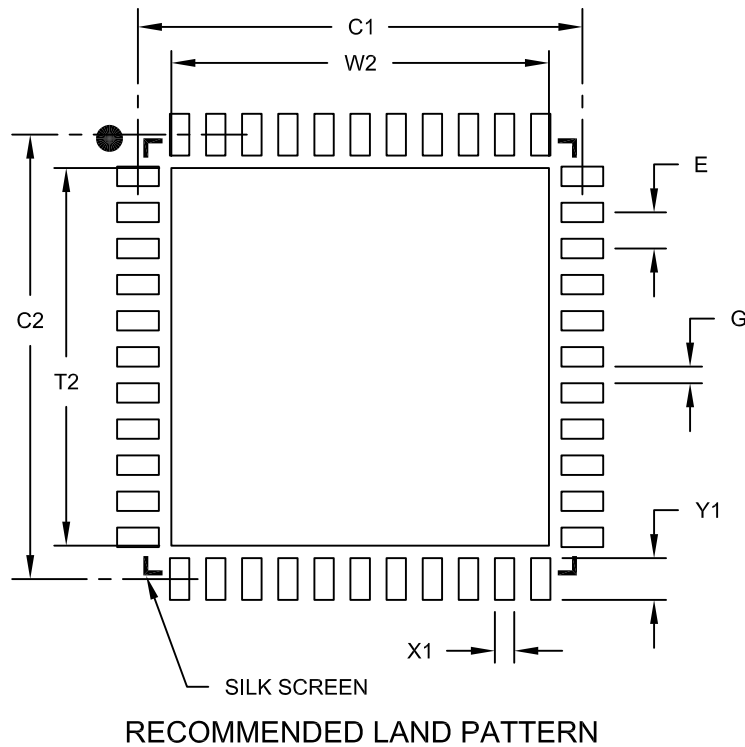 C1
W2
E
C2
G
T2
Y1
X1
SILK SCREEN
RECOMMENDED LAND PATTERN